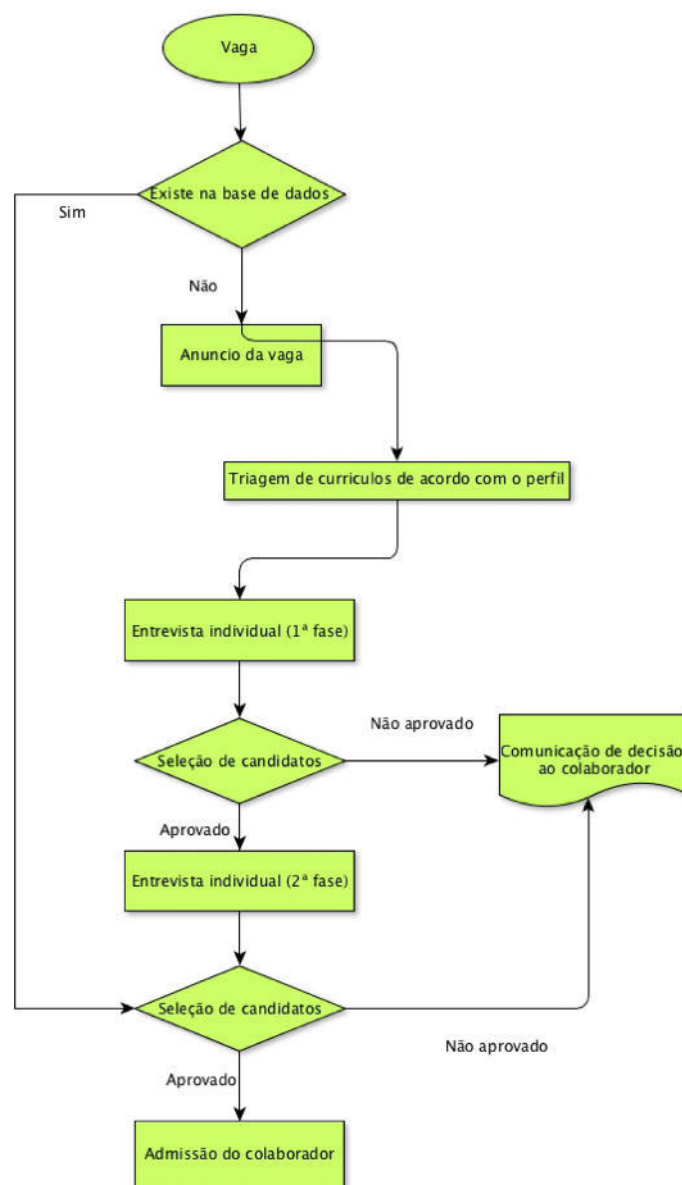 Vaga
Existe na base de dados
Sim
Não
Anuncio da vaga
Triagem de curriculos de acordo com o perfil
Entrevista individual (1ª fase)
Não aprovado
Seleção de candidatos
Comunicação de decisão
ao colaborador
Aprovado
Entrevista individual (2ª fase)
Seleção de candidatos
Não aprovado
Aprovado
Admissão do colaborador